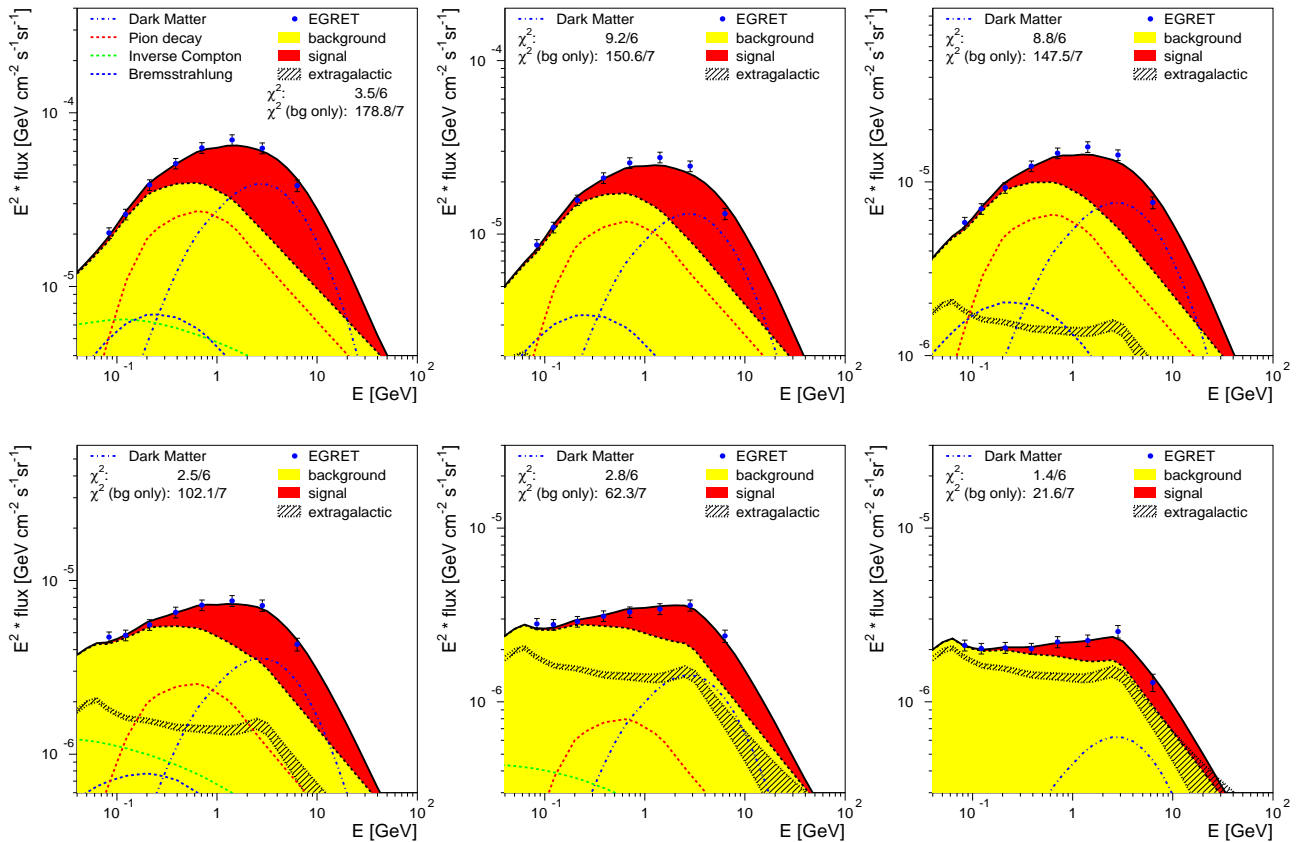 Dark Matter
Pion decay
Inverse Compton
Bremsstrahlung
EGRET
background
signal
extragalactic
χ²: 3.5/6
χ² (bg only): 178.8/7
10⁻⁴
10⁻⁵
E² * flux [GeV cm⁻² s⁻¹sr⁻¹]
10⁻¹ 1 10 10²
E [GeV]
Dark Matter
χ²: 9.2/6
χ² (bg only): 150.6/7
EGRET
background
signal
extragalactic
10⁻⁴
10⁻⁵
E² * flux [GeV cm⁻² s⁻¹sr⁻¹]
10⁻¹ 1 10 10²
E [GeV]
Dark Matter
χ²: 8.8/6
χ² (bg only): 147.5/7
EGRET
background
signal
extragalactic
10⁻⁵
10⁻⁶
E² * flux [GeV cm⁻² s⁻¹sr⁻¹]
10⁻¹ 1 10 10²
E [GeV]
Dark Matter
χ²: 2.5/6
χ² (bg only): 102.1/7
EGRET
background
signal
extragalactic
10⁻⁵
10⁻⁶
E² * flux [GeV cm⁻² s⁻¹sr⁻¹]
10⁻¹ 1 10 10²
E [GeV]
Dark Matter
χ²: 2.8/6
χ² (bg only): 62.3/7
EGRET
background
signal
extragalactic
10⁻⁵
10⁻⁶
E² * flux [GeV cm⁻² s⁻¹sr⁻¹]
10⁻¹ 1 10 10²
E [GeV]
Dark Matter
χ²: 1.4/6
χ² (bg only): 21.6/7
EGRET
background
signal
extragalactic
10⁻⁵
10⁻⁶
E² * flux [GeV cm⁻² s⁻¹sr⁻¹]
10⁻¹ 1 10 10²
E [GeV]